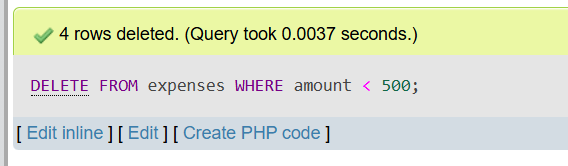 4 rows deleted. (Query took 0.0037 seconds.)
DELETE FROM expenses WHERE amount < 500;
[ Edit inline ] [ Edit ] [ Create PHP code ]